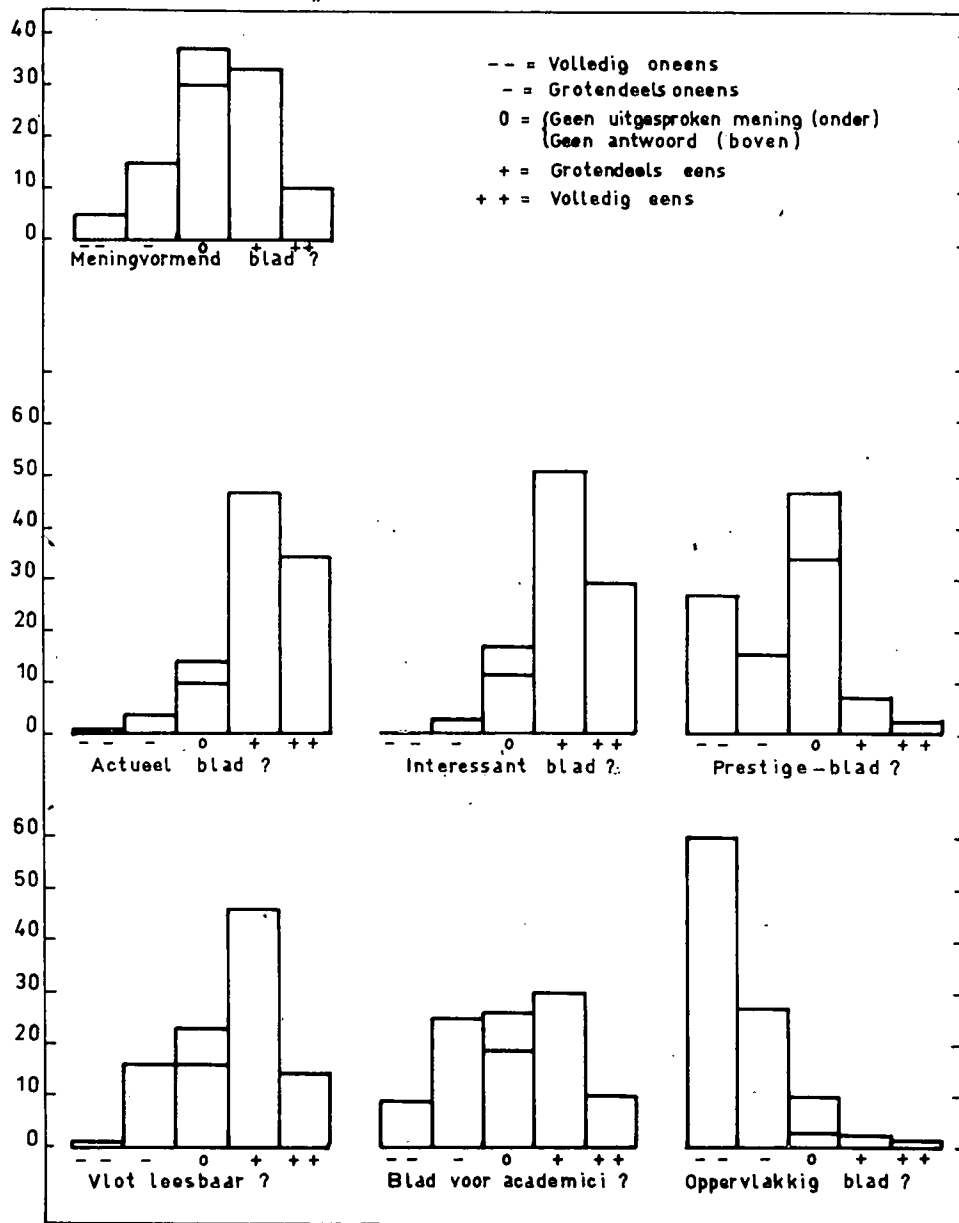 40
30
20
10
0
-- = Volledig oneens
- = Grotendeels oneens
0 = {Geen uitgesproken mening (onder)
{Geen antwoord (boven)
+ = Grotendeels eens
++ = Volledig eens
-- - 0 + ++
Meningvormend blad ?
60
50
40
30
20
10
0
-- - 0 + ++
Actueel blad ?
-- - 0 + ++
Interessant blad ?
-- - 0 + ++
Prestige-blad ?
60
50
40
30
20
10
0
-- - 0 + ++
Vlot leesbaar ?
-- - 0 + ++
Blad voor academici ?
-- - 0 + ++
Oppervlakkig blad ?